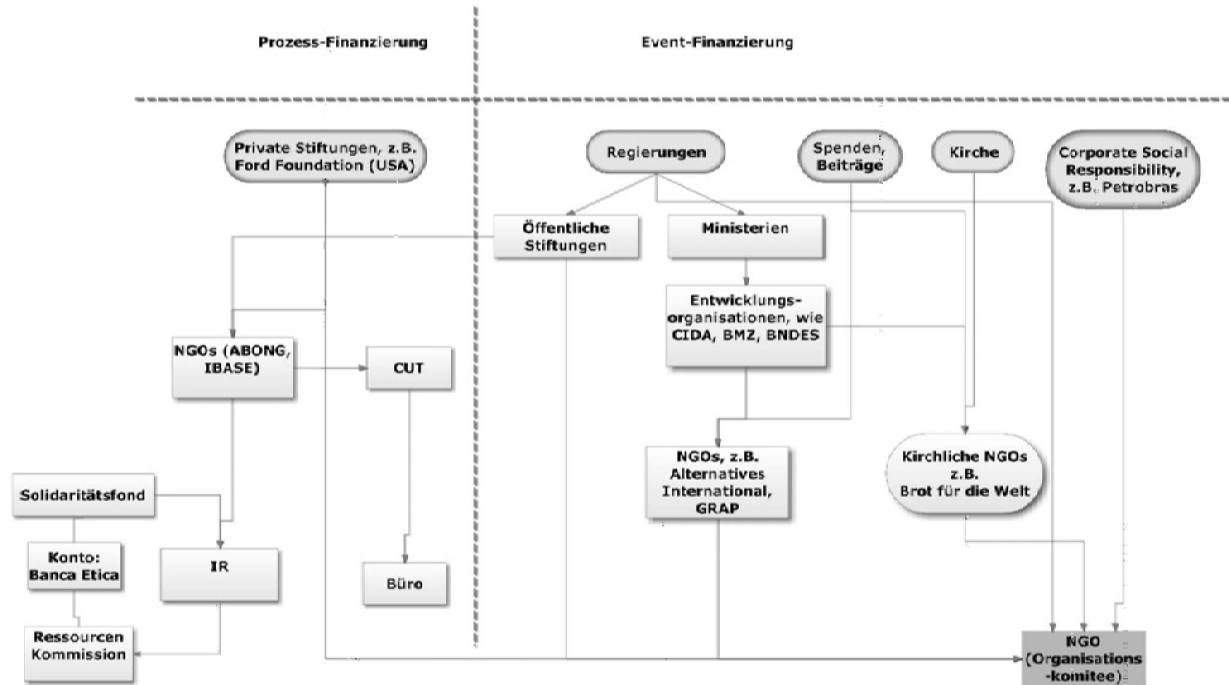 Prozess-Finanzierung
Event-Finanzierung
Private Stiftungen, z.B.
Ford Foundation (USA)
Regierungen
Spenden,
Beiträge
Kirche
Corporate Social
Responsibility,
z.B. Petrobras
Öffentliche
Stiftungen
Ministerien
Entwicklungs-
organisationen, wie
CIDA, BMZ, BNDES
NGOs (ABONG,
IBASE)
CUT
NGOs, z.B.
Alternatives
International,
GRAP
Kirchliche NGOs
z.B.
Brot für die Welt
Solidaritätsfond
Konto:
Banca Etica
IR
Büro
Ressourcen
Kommission
NGO
(Organisations
-komitee)